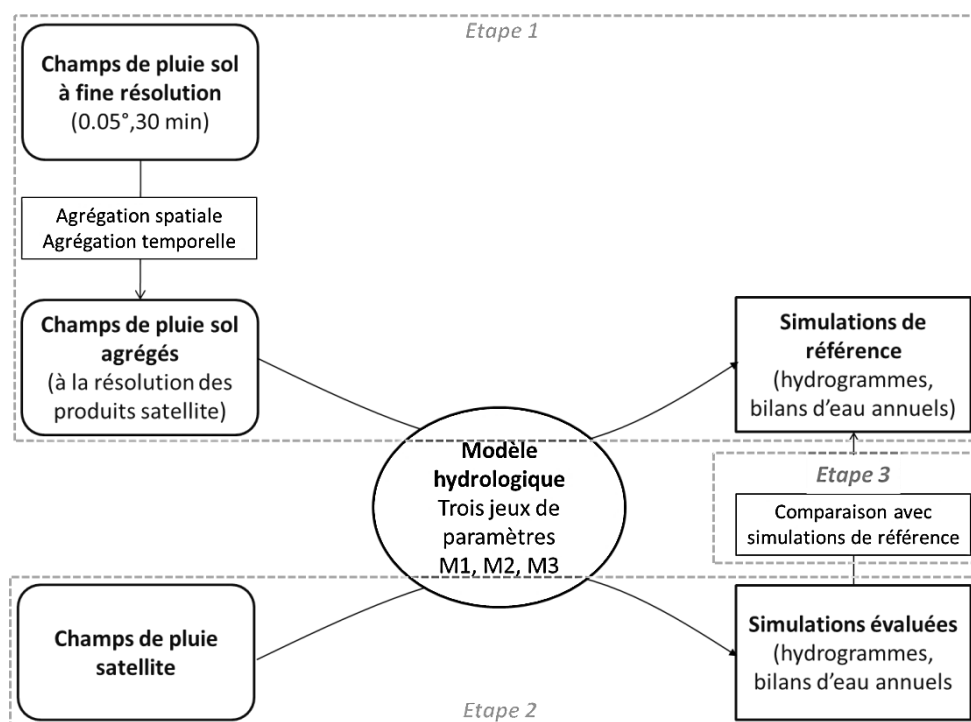 Etape 1
Champs de pluie sol
à fine résolution
(0.05°,30 min)
Agrégation spatiale
Agrégation temporelle
Champs de pluie sol
agrégés
(à la résolution des
produits satellite)
Simulations de
référence
(hydrogrammes,
bilans d’eau annuels)
Modèle
hydrologique
Trois jeux de
paramètres
M1, M2, M3
Etape 3
Comparaison avec
simulations de référence
Champs de pluie
satellite
Simulations évaluées
(hydrogrammes,
bilans d’eau annuels
Etape 2